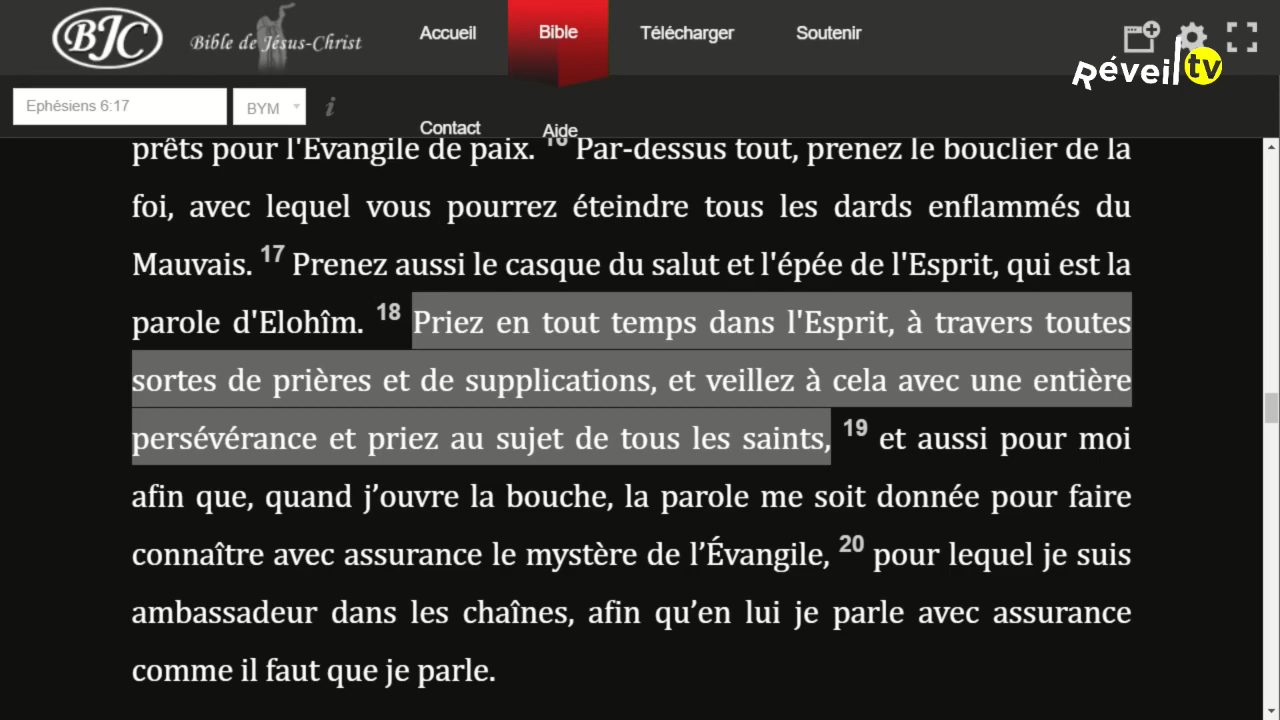 BJC
Bible de Jésus-Christ
Accueil
Bible
Télécharger
Soutenir
Réveil tv
Ephésiens 6:17
BYM
i
Contact
Aide
prêts pour l'Evangile de paix. 16 Par-dessus tout, prenez le bouclier de la
foi, avec lequel vous pourrez éteindre tous les dards enflammés du
Mauvais. 17 Prenez aussi le casque du salut et l'épée de l'Esprit, qui est la
parole d'Elohîm. 18 Priez en tout temps dans l'Esprit, à travers toutes
sortes de prières et de supplications, et veillez à cela avec une entière
persévérance et priez au sujet de tous les saints, 19 et aussi pour moi
afin que, quand j’ouvre la bouche, la parole me soit donnée pour faire
connaître avec assurance le mystère de l’Évangile, 20 pour lequel je suis
ambassadeur dans les chaînes, afin qu’en lui je parle avec assurance
comme il faut que je parle.